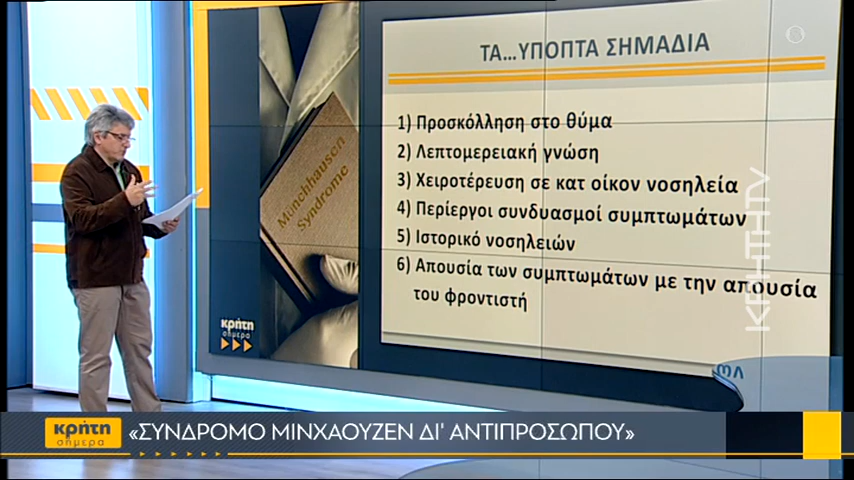 ΤΑ...ΥΠΟΠΤΑ ΣΗΜΑΔΙΑ
1) Προσκόλληση στο θύμα
2) Λεπτομερειακή γνώση
3) Χειροτέρευση σε κατ οίκον νοσηλεία
4) Περίεργοι συνδυασμοί συμπτωμάτων
5) Ιστορικό νοσηλειών
6) Απουσία των συμπτωμάτων με την απουσία
του φροντιστή
Münchhausen
Syndrome
κρήτη
σήμερα
ΚΡΗΤΗ TV
κρήτη
σήμερα
«ΣΥΝΔΡΟΜΟ ΜΙΝΧΑΟΥΖΕΝ ΔΙ' ΑΝΤΙΠΡΟΣΩΠΟΥ»